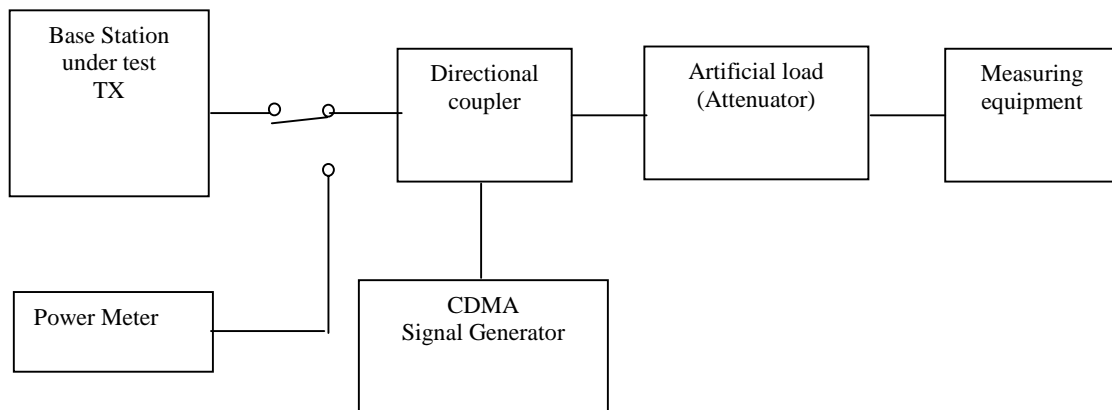 Base Station
under test
TX
Directional
coupler
Artificial load
(Attenuator)
Measuring
equipment
Power Meter
CDMA
Signal Generator